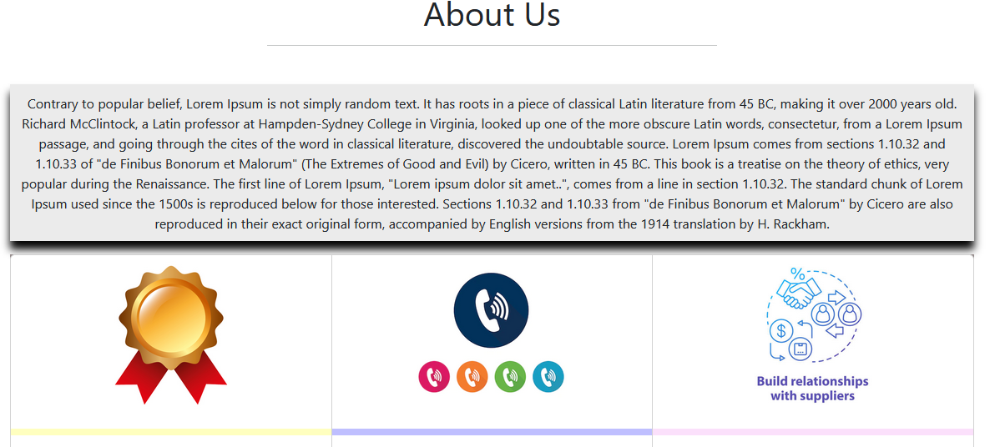 About Us
Contrary to popular belief, Lorem Ipsum is not simply random text. It has roots in a piece of classical Latin literature from 45 BC, making it over 2000 years old.
Richard McClintock, a Latin professor at Hampden-Sydney College in Virginia, looked up one of the more obscure Latin words, consectetur, from a Lorem Ipsum
passage, and going through the cites of the word in classical literature, discovered the undoubtable source. Lorem Ipsum comes from sections 1.10.32 and
1.10.33 of "de Finibus Bonorum et Malorum" (The Extremes of Good and Evil) by Cicero, written in 45 BC. This book is a treatise on the theory of ethics, very
popular during the Renaissance. The first line of Lorem Ipsum, "Lorem ipsum dolor sit amet..", comes from a line in section 1.10.32. The standard chunk of Lorem
Ipsum used since the 1500s is reproduced below for those interested. Sections 1.10.32 and 1.10.33 from "de Finibus Bonorum et Malorum" by Cicero are also
reproduced in their exact original form, accompanied by English versions from the 1914 translation by H. Rackham.
%
$
Build relationships
with suppliers